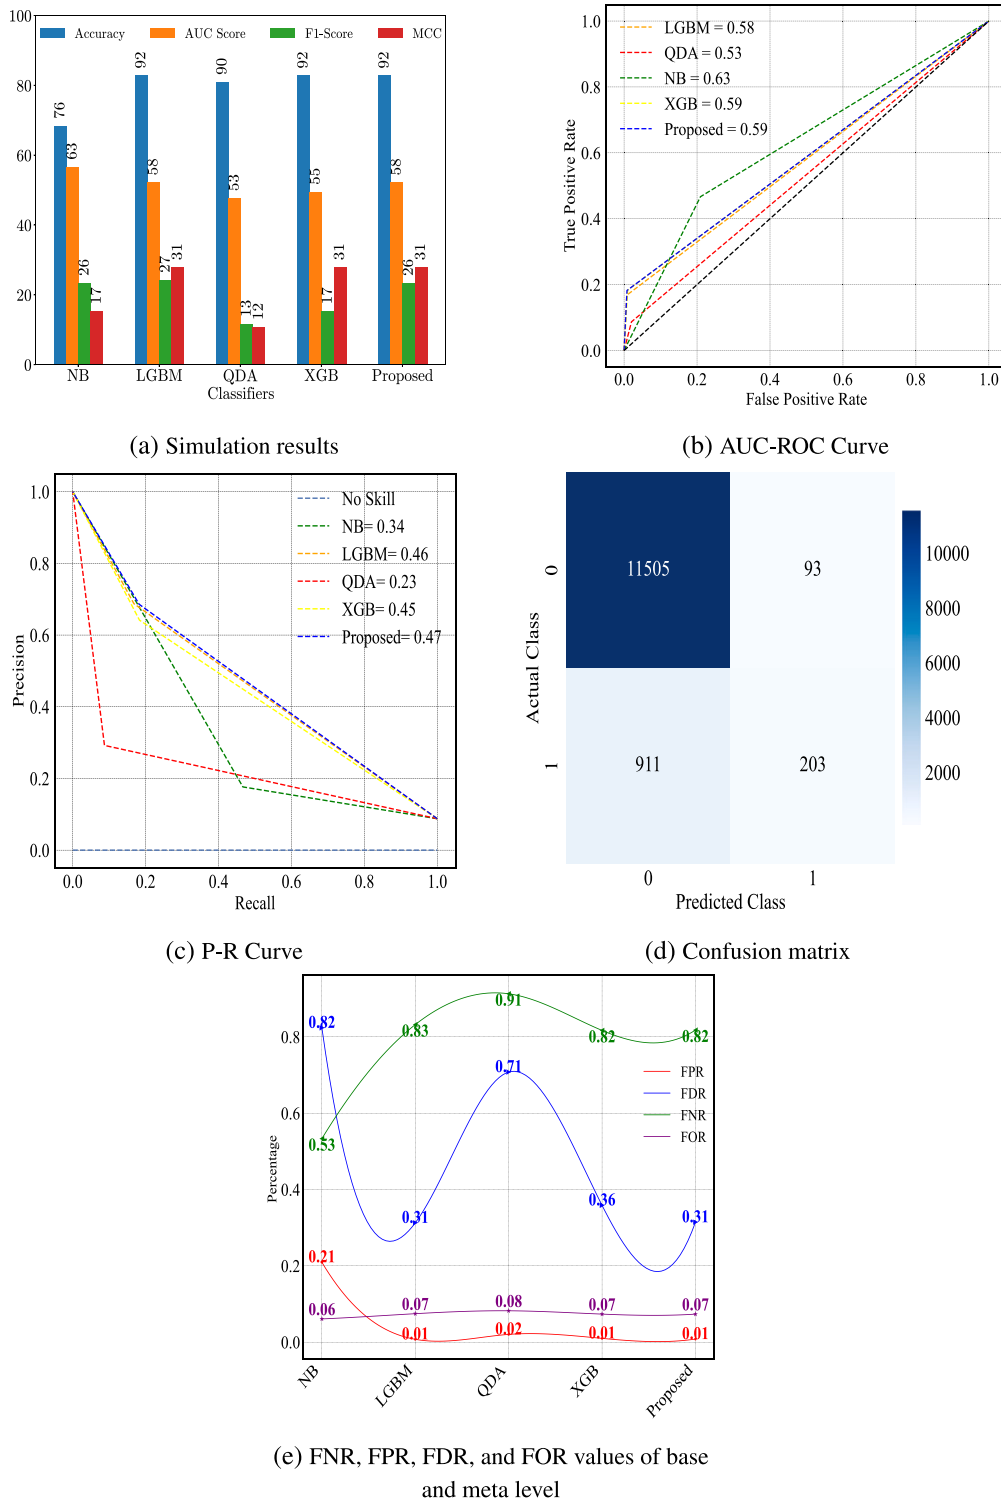 100
80
60
40
20
0
Accuracy AUC Score F1-Score MCC
76 63 26 17
92 58 27 31
90 53 13 12
92 55 17 31
92 58 26 31
NB LGBM QDA XGB Proposed
Classifiers
(a) Simulation results
True Positive Rate
1.0
0.8
0.6
0.4
0.2
0.0
LGBM = 0.58
QDA = 0.53
NB = 0.63
XGB = 0.59
Proposed = 0.59
0.0 0.2 0.4 0.6 0.8 1.0
False Positive Rate
(b) AUC-ROC Curve
Precision
1.0
0.8
0.6
0.4
0.2
0.0
No Skill
NB= 0.34
LGBM= 0.46
QDA= 0.23
XGB= 0.45
Proposed= 0.47
0.0 0.2 0.4 0.6 0.8 1.0
Recall
(c) P-R Curve
Actual Class
0
1
11505 93
911 203
0 1
Predicted Class
10000
8000
6000
4000
2000
(d) Confusion matrix
Percentage
0.8
0.6
0.4
0.2
0.0
0.82 0.31 0.71 0.36 0.31
0.53 0.83 0.91 0.82 0.82
0.21 0.01 0.02 0.01 0.01
0.06 0.07 0.08 0.07 0.07
FPR
FDR
FNR
FOR
NB LGBM QDA XGB Proposed
(e) FNR, FPR, FDR, and FOR values of base
and meta level